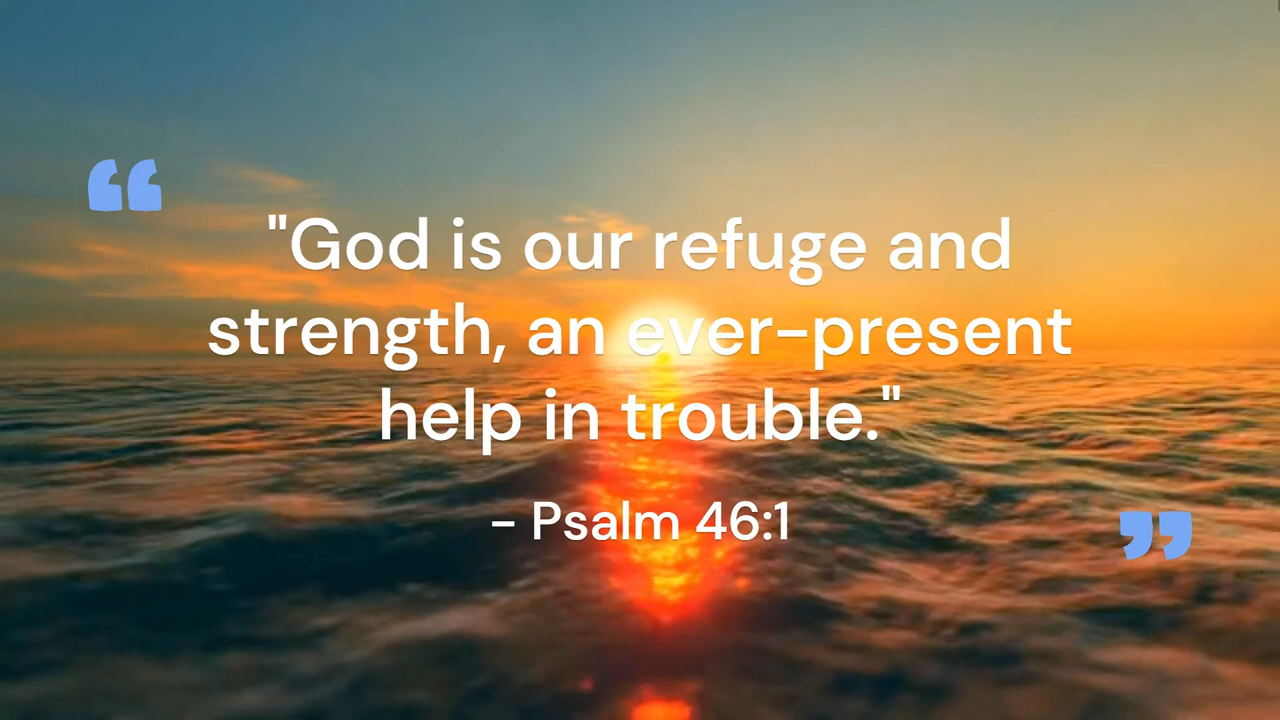 "God is our refuge and
strength, an ever-present
help in trouble."
- Psalm 46:1